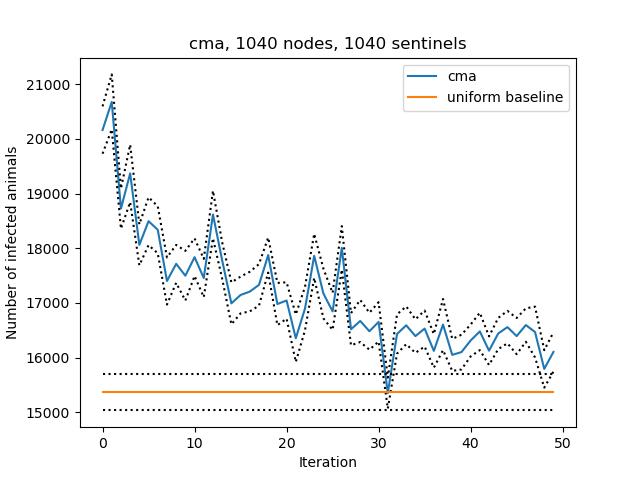 cma, 1040 nodes, 1040 sentinels
cma
uniform baseline
Number of infected animals
21000
20000
19000
18000
17000
16000
15000
0 10 20 30 40 50
Iteration